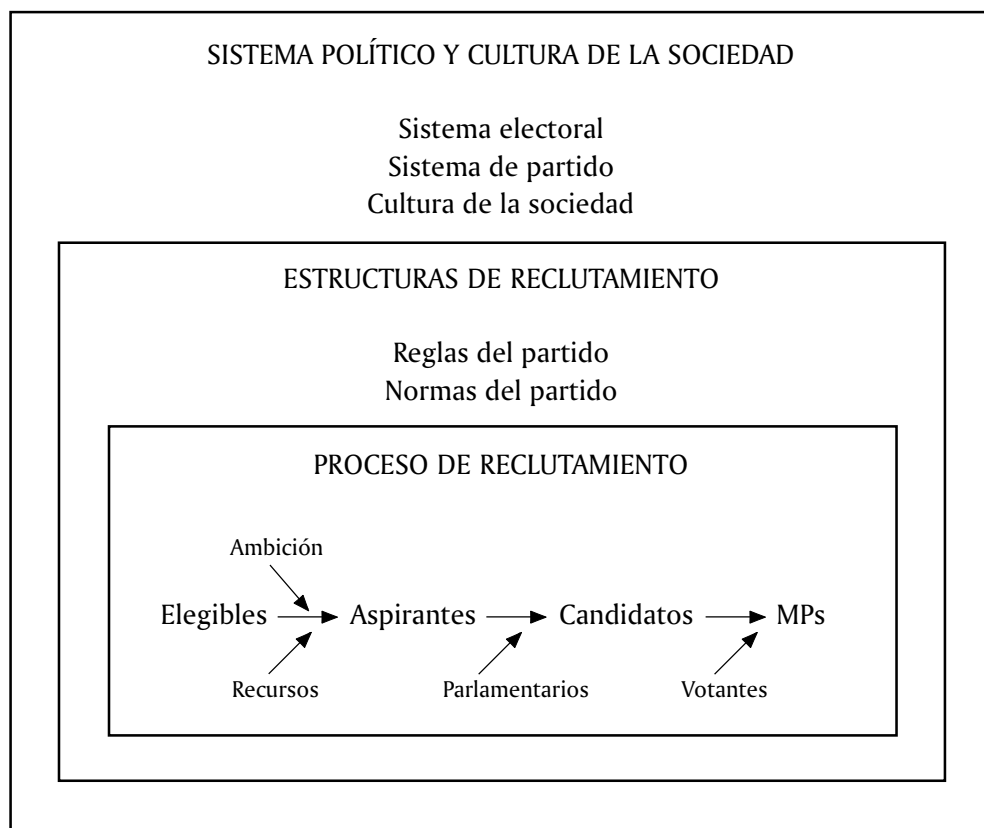 SISTEMA POLÍTICO Y CULTURA DE LA SOCIEDAD
Sistema electoral
Sistema de partido
Cultura de la sociedad
ESTRUCTURAS DE RECLUTAMIENTO
Reglas del partido
Normas del partido
PROCESO DE RECLUTAMIENTO
Ambición
Elegibles Aspirantes Candidatos MPs
Recursos Parlamentarios Votantes